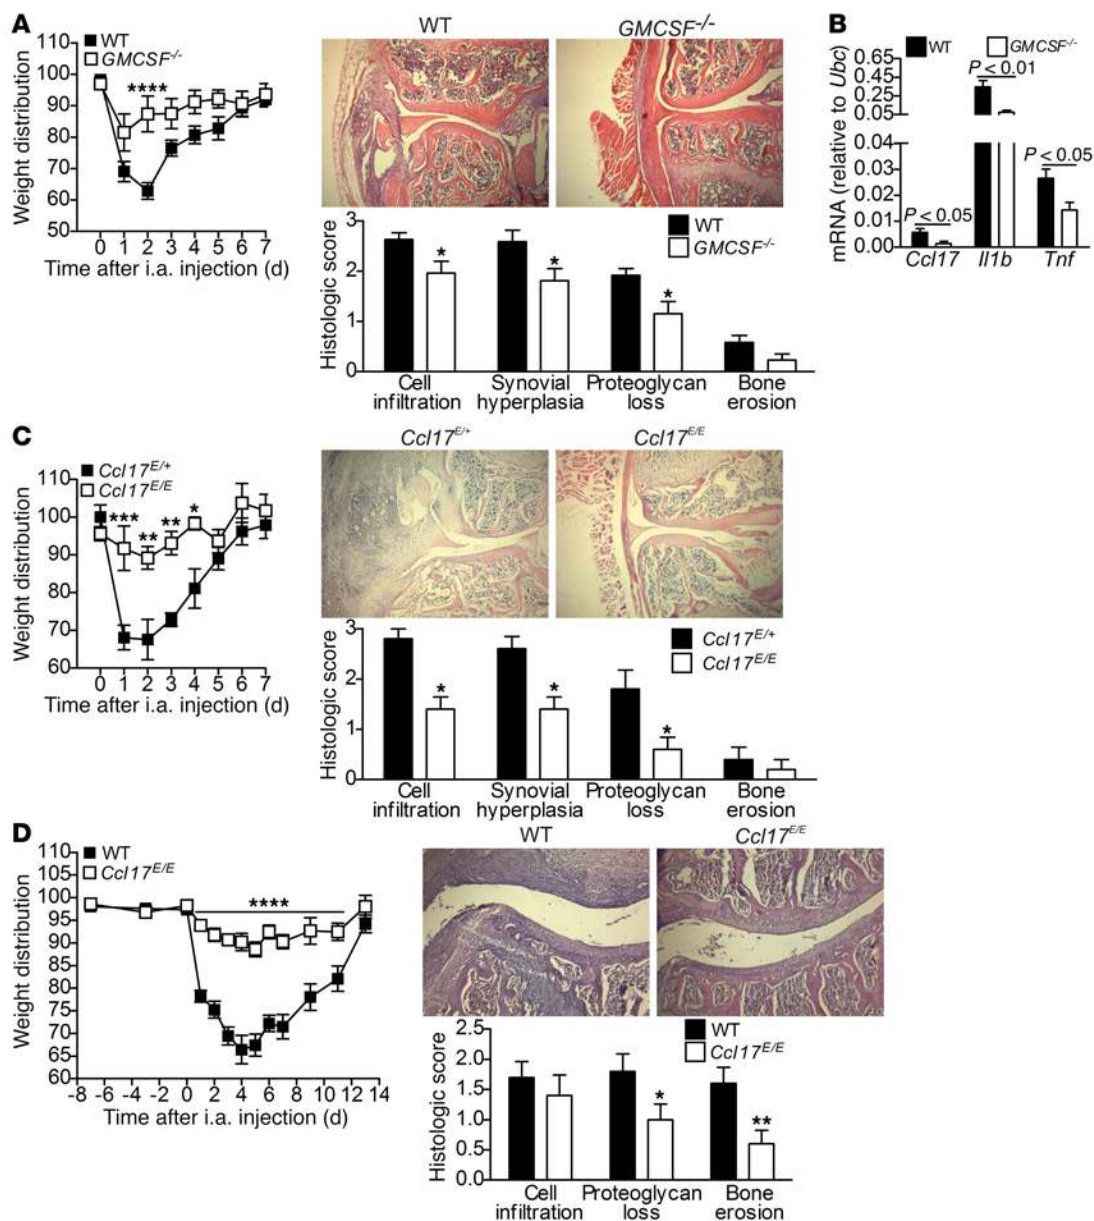 A
WT
GMCSF-/-
110
100
90
80
70
60
50
Weight distribution
****
0 1 2 3 4 5 6 7
Time after i.a. injection (d)
WT
GMCSF-/-
3
2
1
0
Histologic score
WT
GMCSF-/-
* * *
Cell infiltration
Synovial hyperplasia
Proteoglycan loss
Bone erosion
B
WT
GMCSF-/-
mRNA (relative to Ubc)
0.65
0.45
0.25
0.05
0.04
0.03
0.02
0.01
0.00
P < 0.05
P < 0.01
P < 0.05
Ccl17 Il1b Tnf
C
Ccl17E/+
Ccl17E/E
110
100
90
80
70
60
Weight distribution
*** ** ** *
0 1 2 3 4 5 6 7
Time after i.a. injection (d)
Ccl17E/+
Ccl17E/E
3
2
1
0
Histologic score
Ccl17E/+
Ccl17E/E
* * *
Cell infiltration
Synovial hyperplasia
Proteoglycan loss
Bone erosion
D
WT
Ccl17E/E
110
105
100
95
90
85
80
75
70
65
60
Weight distribution
****
-8 -6 -4 -2 0 2 4 6 8 10 12 14
Time after i.a. injection (d)
WT
Ccl17E/E
2.5
2.0
1.5
1.0
0.5
0.0
Histologic score
WT
Ccl17E/E
* **
Cell infiltration
Proteoglycan loss
Bone erosion